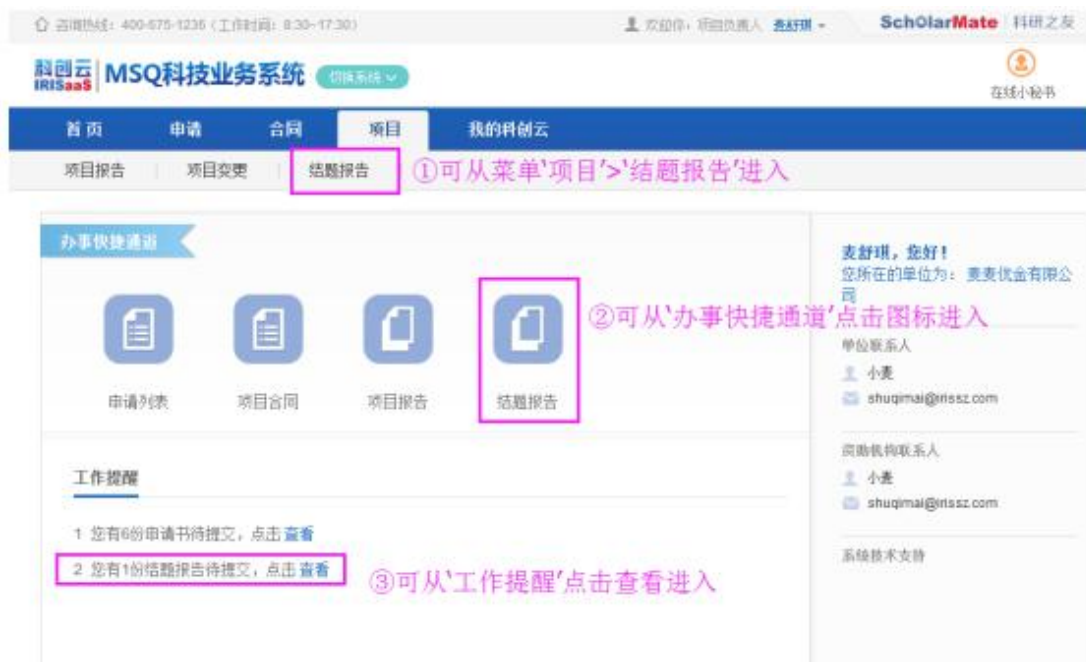 咨询热线：400-675-1236（工作时间：8:30-17:30）
欢迎你，项目负责人 麦舒琪
SchOlarMate 科研之友
科创云
IRISaaS
MSQ科技业务系统
切换系统
在线小秘书
首页 申请 合同 项目 我的科创云
项目报告 项目变更 结题报告
①可从菜单‘项目’>‘结题报告’进入
办事快捷通道
麦舒琪，您好！
您所在的单位为： 麦麦优金有限公
司
②可从‘办事快捷通道’点击图标进入
申请列表 项目合同 项目报告 结题报告
单位联系人
小麦
shuqimai@irissz.com
资助机构联系人
小麦
shuqimai@irissz.com
系统技术支持
工作提醒
1 您有6份申请书待提交，点击 查看
2 您有1份结题报告待提交，点击 查看
③可从‘工作提醒’点击查看进入